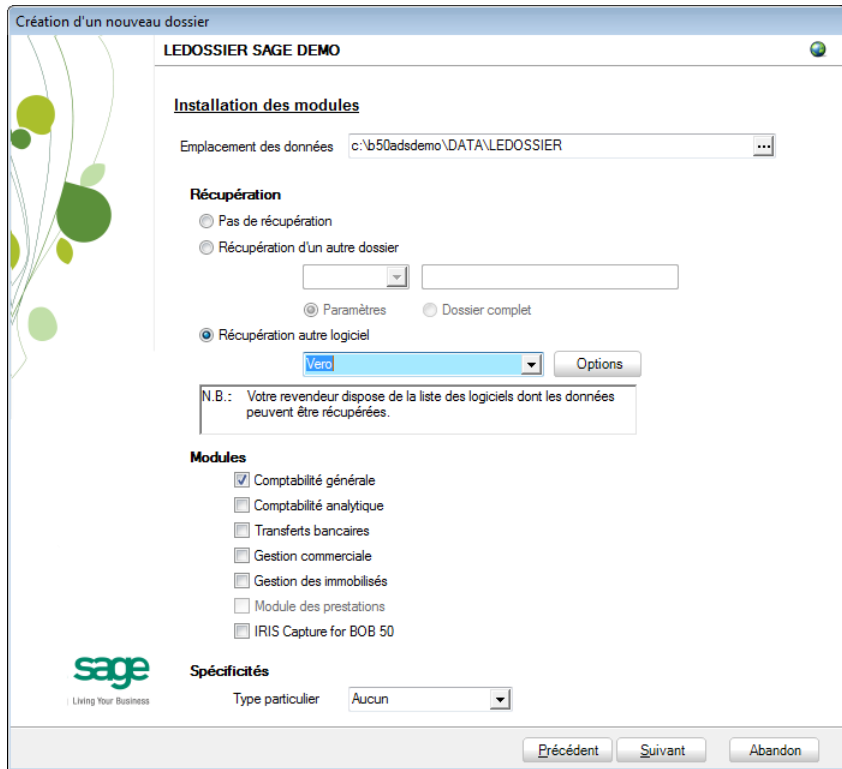 Création d'un nouveau dossier
LEDOSSIER SAGE DEMO
Installation des modules
Emplacement des données c:\b50adsdemo\DATA\LEDOSSIER ...
Récupération
Pas de récupération
Récupération d'un autre dossier
Paramètres Dossier complet
Récupération autre logiciel
Vero Options
N.B.: Votre revendeur dispose de la liste des logiciels dont les données
peuvent être récupérées.
Modules
Comptabilité générale
Comptabilité analytique
Transferts bancaires
Gestion commerciale
Gestion des immobilisés
Module des prestations
IRIS Capture for BOB 50
sage
Living Your Business
Spécificités
Type particulier Aucun
Précédent Suivant Abandon